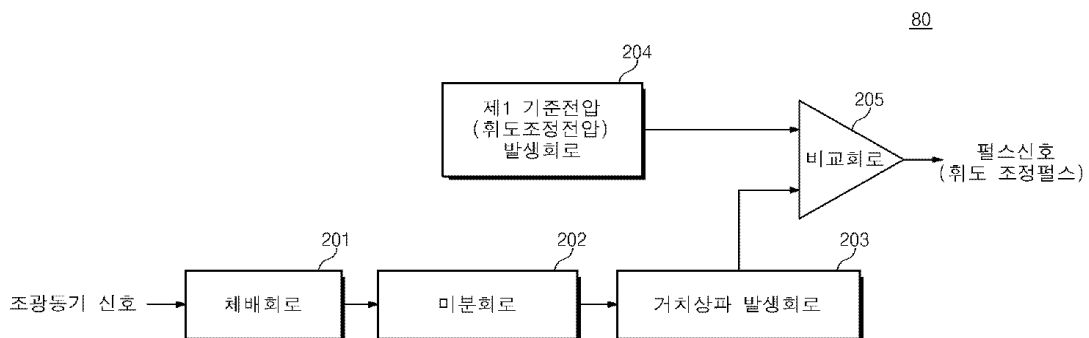 80
204
제1 기준전압
(휘도조정전압)
발생회로
205
비교회로
펄스신호
(휘도 조정펄스)
201
202
203
조광동기 신호
체배회로
미분회로
거치상파 발생회로